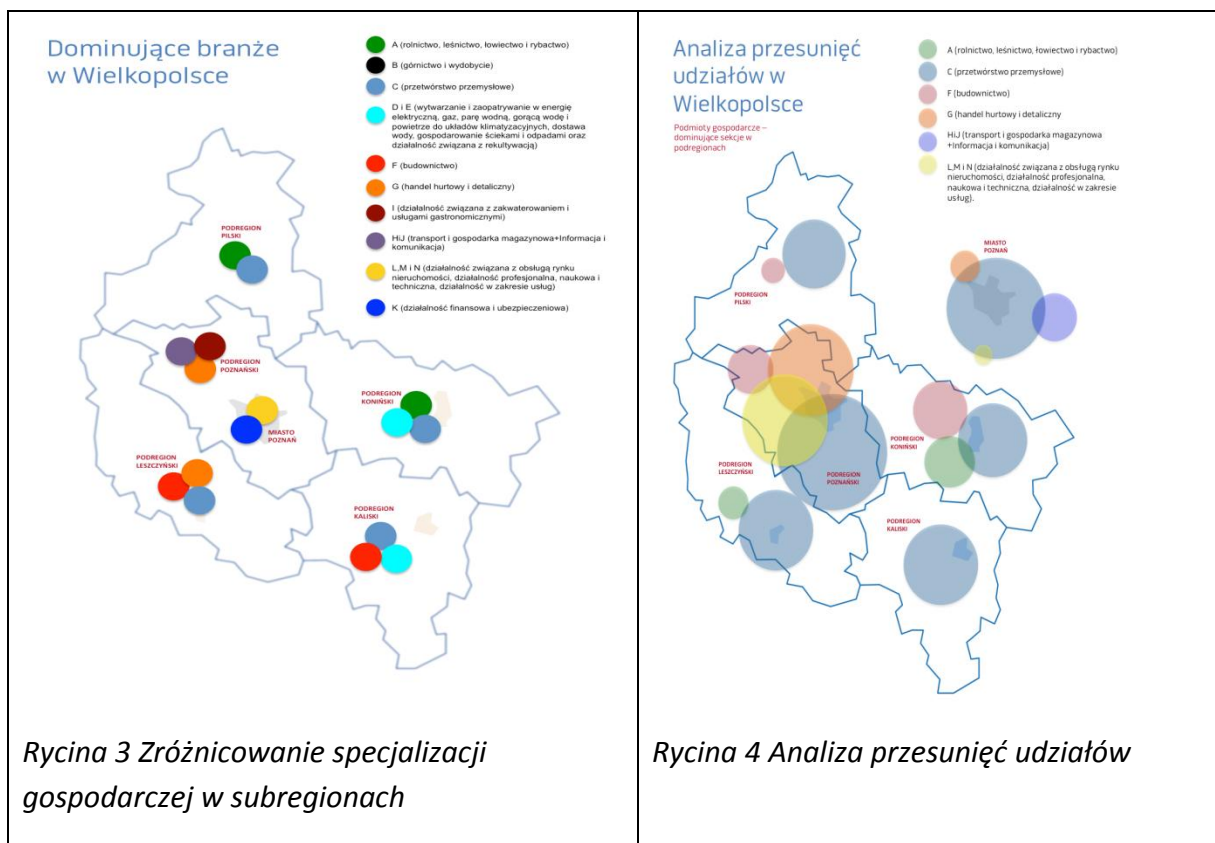 Dominujące branże
w Wielkopolsce
A (rolnictwo, leśnictwo, łowiectwo i rybactwo)
B (górnictwo i wydobycie)
C (przetwórstwo przemysłowe)
D i E (wytwarzanie i zaopatrywanie w energię
elektryczną, gaz, parę wodną, gorącą wodę i
powietrze do układów klimatyzacyjnych, dostawa
wody, gospodarowanie ściekami i odpadami oraz
działalność związana z rekultywacją)
F (budownictwo)
G (handel hurtowy i detaliczny)
I (działalność związana z zakwaterowaniem i
usługami gastronomicznymi)
HiJ (transport i gospodarka magazynowa+Informacja i
komunikacja)
L,M i N (działalność związana z obsługą rynku
nieruchomości, działalność profesjonalna, naukowa i
techniczna, działalność w zakresie usług)
K (działalność finansowa i ubezpieczeniowa)
PODREGION
PILSKI
PODREGION
POZNAŃSKI
PODREGION
KONIŃSKI
MIASTO
POZNAŃ
PODREGION
LESZCZYŃSKI
PODREGION
KALISKI
Rycina 3 Zróżnicowanie specjalizacji
gospodarczej w subregionach
Analiza przesunięć
udziałów w
Wielkopolsce
Podmioty gospodarcze –
dominujące sekcje w
podregionach
A (rolnictwo, leśnictwo, łowiectwo i rybactwo)
C (przetwórstwo przemysłowe)
F (budownictwo)
G (handel hurtowy i detaliczny
HiJ (transport i gospodarka magazynowa
+Informacja i komunikacja)
L,M i N (działalność związana z obsługą rynku
nieruchomości, działalność profesjonalna,
naukowa i techniczna, działalność w zakresie
usług).
MIASTO
POZNAŃ
PODREGION
PILSKI
PODREGION
KONIŃSKI
PODREGION
LESZCZYŃSKI
PODREGION
POZNAŃSKI
PODREGION
KALISKI
Rycina 4 Analiza przesunięć udziałów